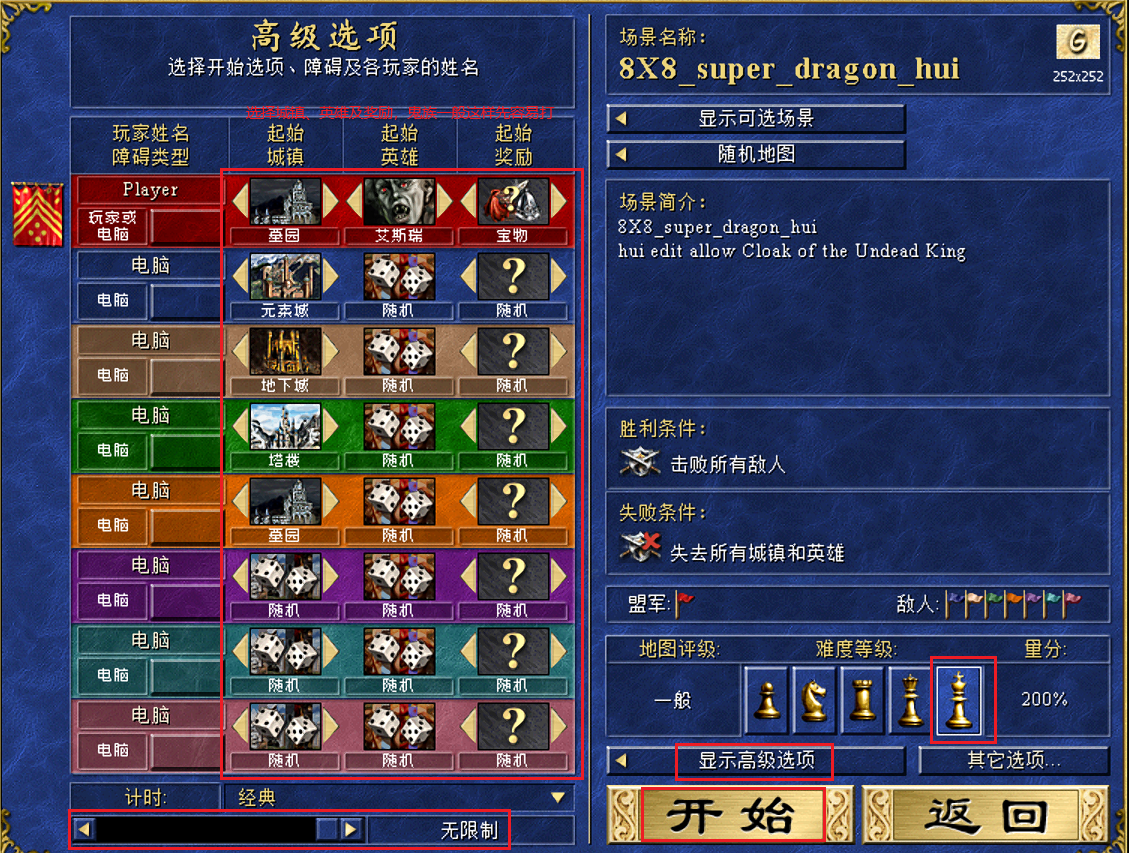 高级选项
选择开始选项、障碍及各玩家的姓名
玩家姓名
障碍类型
起始
城镇
起始
英雄
起始
奖励
Player
玩家或
电脑
墓园
艾斯瑞
宝物
电脑
电脑
元素城
随机
随机
电脑
电脑
地下城
随机
随机
电脑
电脑
塔楼
随机
随机
电脑
电脑
墓园
随机
随机
电脑
电脑
随机
随机
随机
电脑
电脑
随机
随机
随机
电脑
电脑
随机
随机
随机
计时:
经典
无限制
场景名称:
8X8_super_dragon_hui
G
252x252
显示可选场景
随机地图
场景简介:
8X8_super_dragon_hui
hui edit allow Cloak of the Undead King
胜利条件:
击败所有敌人
失败条件:
失去所有城镇和英雄
盟军:
敌人:
地图评级:
难度等级:
量分:
一般
200%
显示高级选项
其它选项...
开始
返回